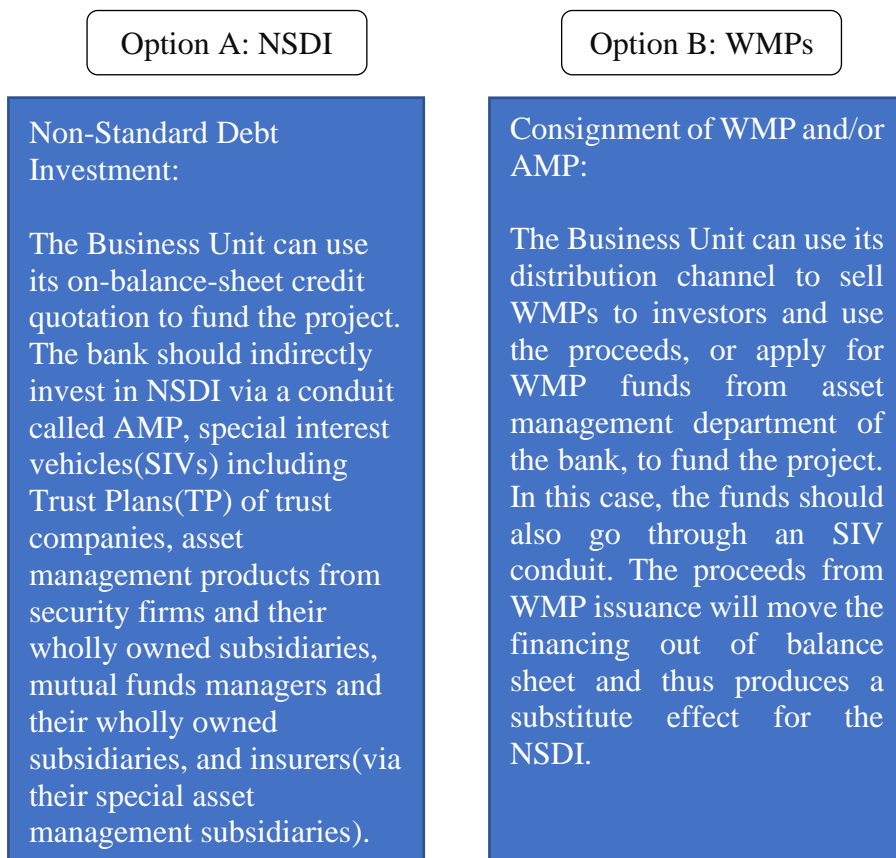 Option A: NSDI
Non-Standard Debt
Investment:
The Business Unit can use
its on-balance-sheet credit
quotation to fund the project.
The bank should indirectly
invest in NSDI via a conduit
called AMP, special interest
vehicles(SIVs) including
Trust Plans(TP) of trust
companies, asset
management products from
security firms and their
wholly owned subsidiaries,
mutual funds managers and
their wholly owned
subsidiaries, and insurers(via
their special asset
management subsidiaries).
Option B: WMPs
Consignment of WMP and/or
AMP:
The Business Unit can use its
distribution channel to sell
WMPs to investors and use
the proceeds, or apply for
WMP funds from asset
management department of
the bank, to fund the project.
In this case, the funds should
also go through an SIV
conduit. The proceeds from
WMP issuance will move the
financing out of balance
sheet and thus produces a
substitute effect for the
NSDI.